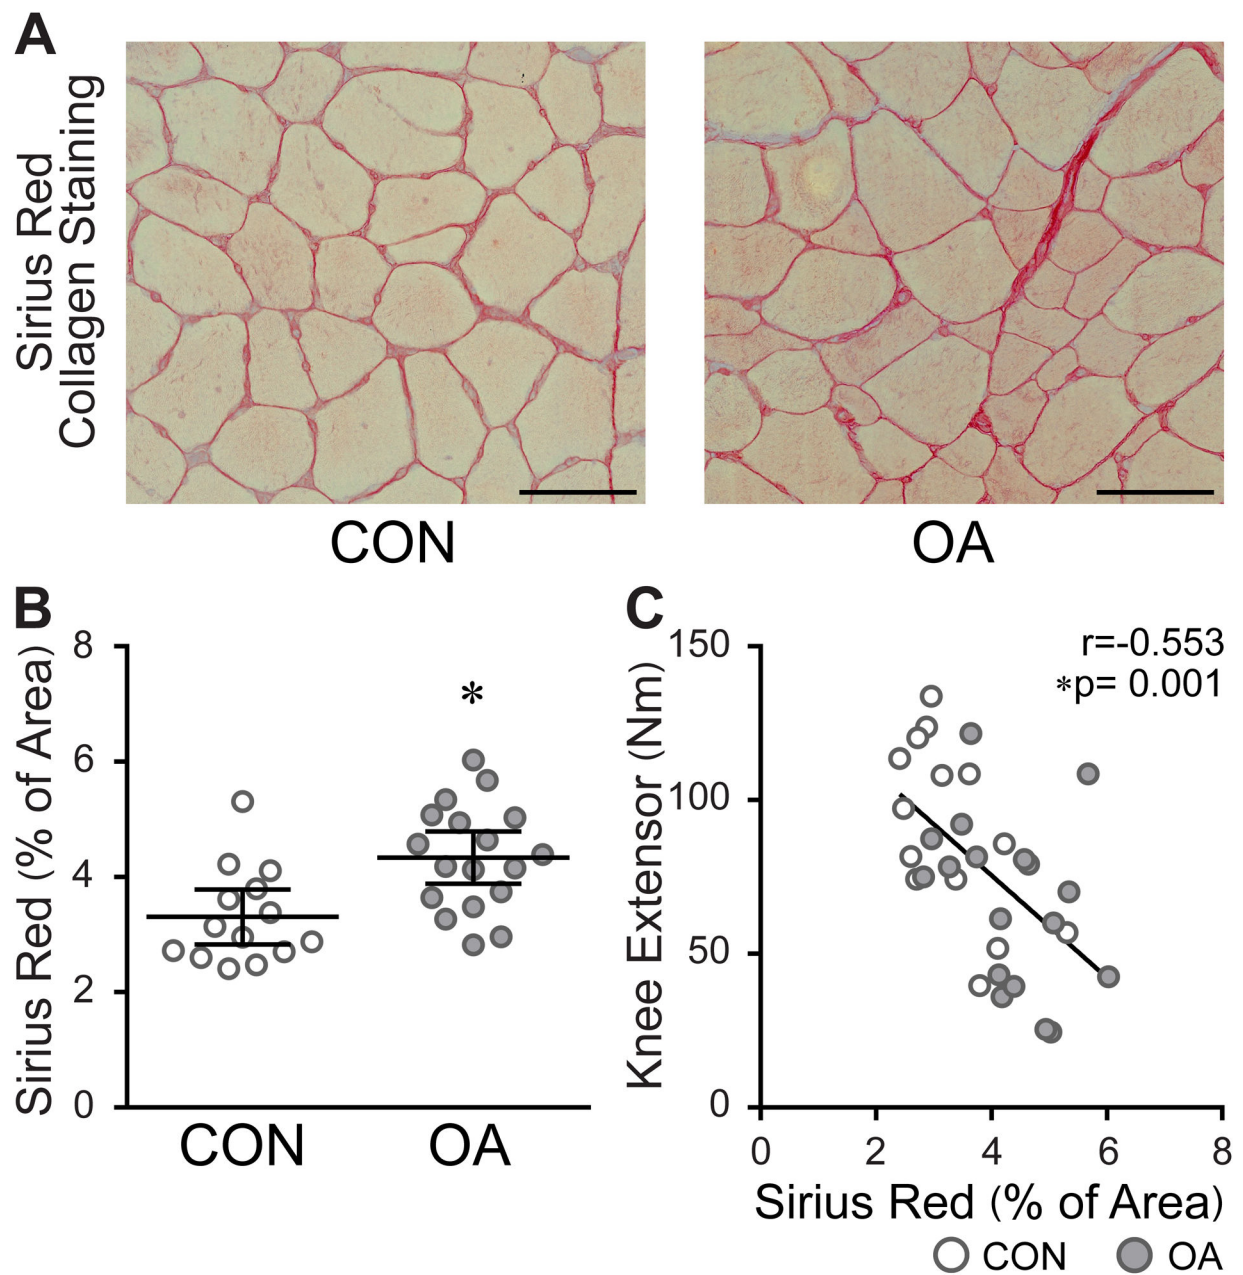 A
Sirius Red
Collagen Staining
CON
OA
B
Sirius Red (% of Area)
8
6
4
2
0
*
CON
OA
C
Knee Extensor (Nm)
150
100
50
0
r=-0.553
*p= 0.001
0 2 4 6 8
Sirius Red (% of Area)
CON OA